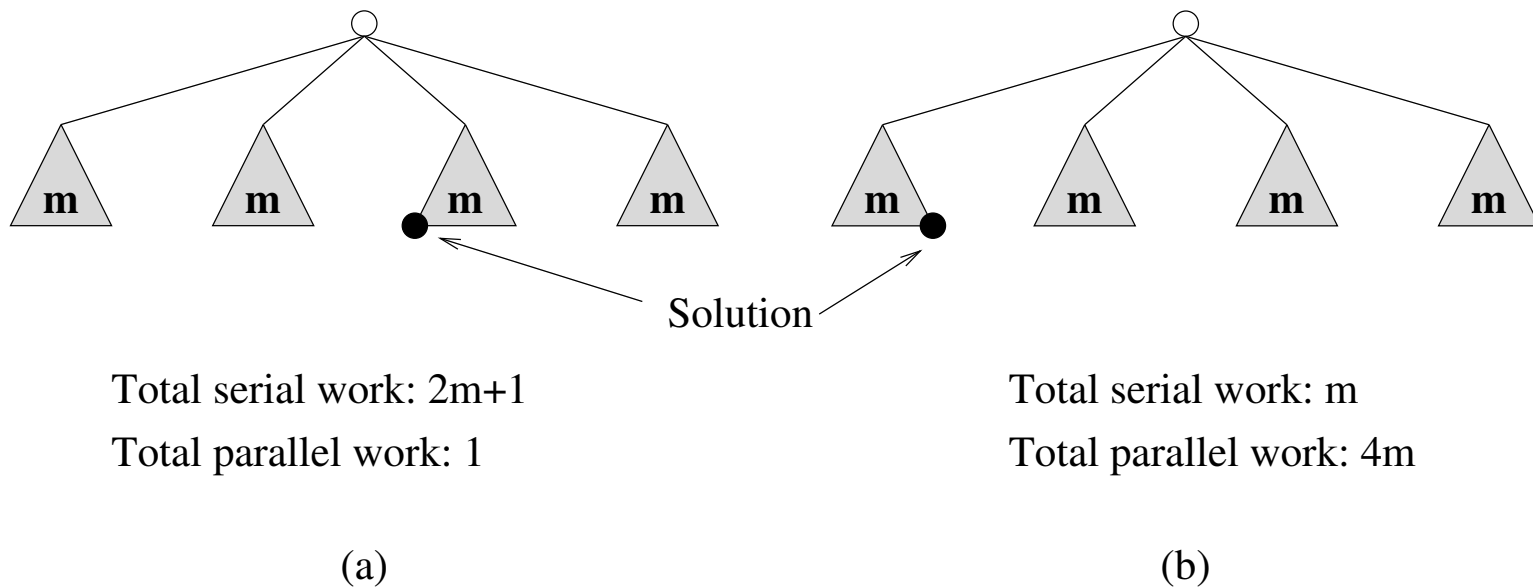 m m m m m m m m
Solution
Total serial work: 2m+1 Total serial work: m
Total parallel work: 1 Total parallel work: 4m
(a) (b)